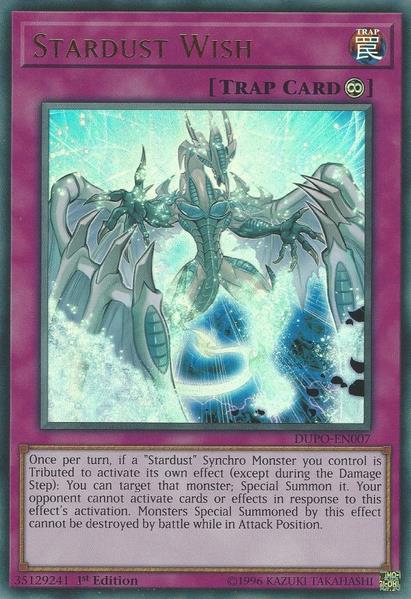 STARDUST WISH
TRAP
罠
[TRAP CARD∞]
DUPO-EN007
Once per turn, if a "Stardust" Synchro Monster you control is
Tributed to activate its own effect (except during the Damage
Step): You can target that monster; Special Summon it. Your
opponent cannot activate cards or effects in response to this
effect's activation. Monsters Special Summoned by this effect
cannot be destroyed by battle while in Attack Position.
35129241 1st Edition ©1996 KAZUKI TAKAHASHI